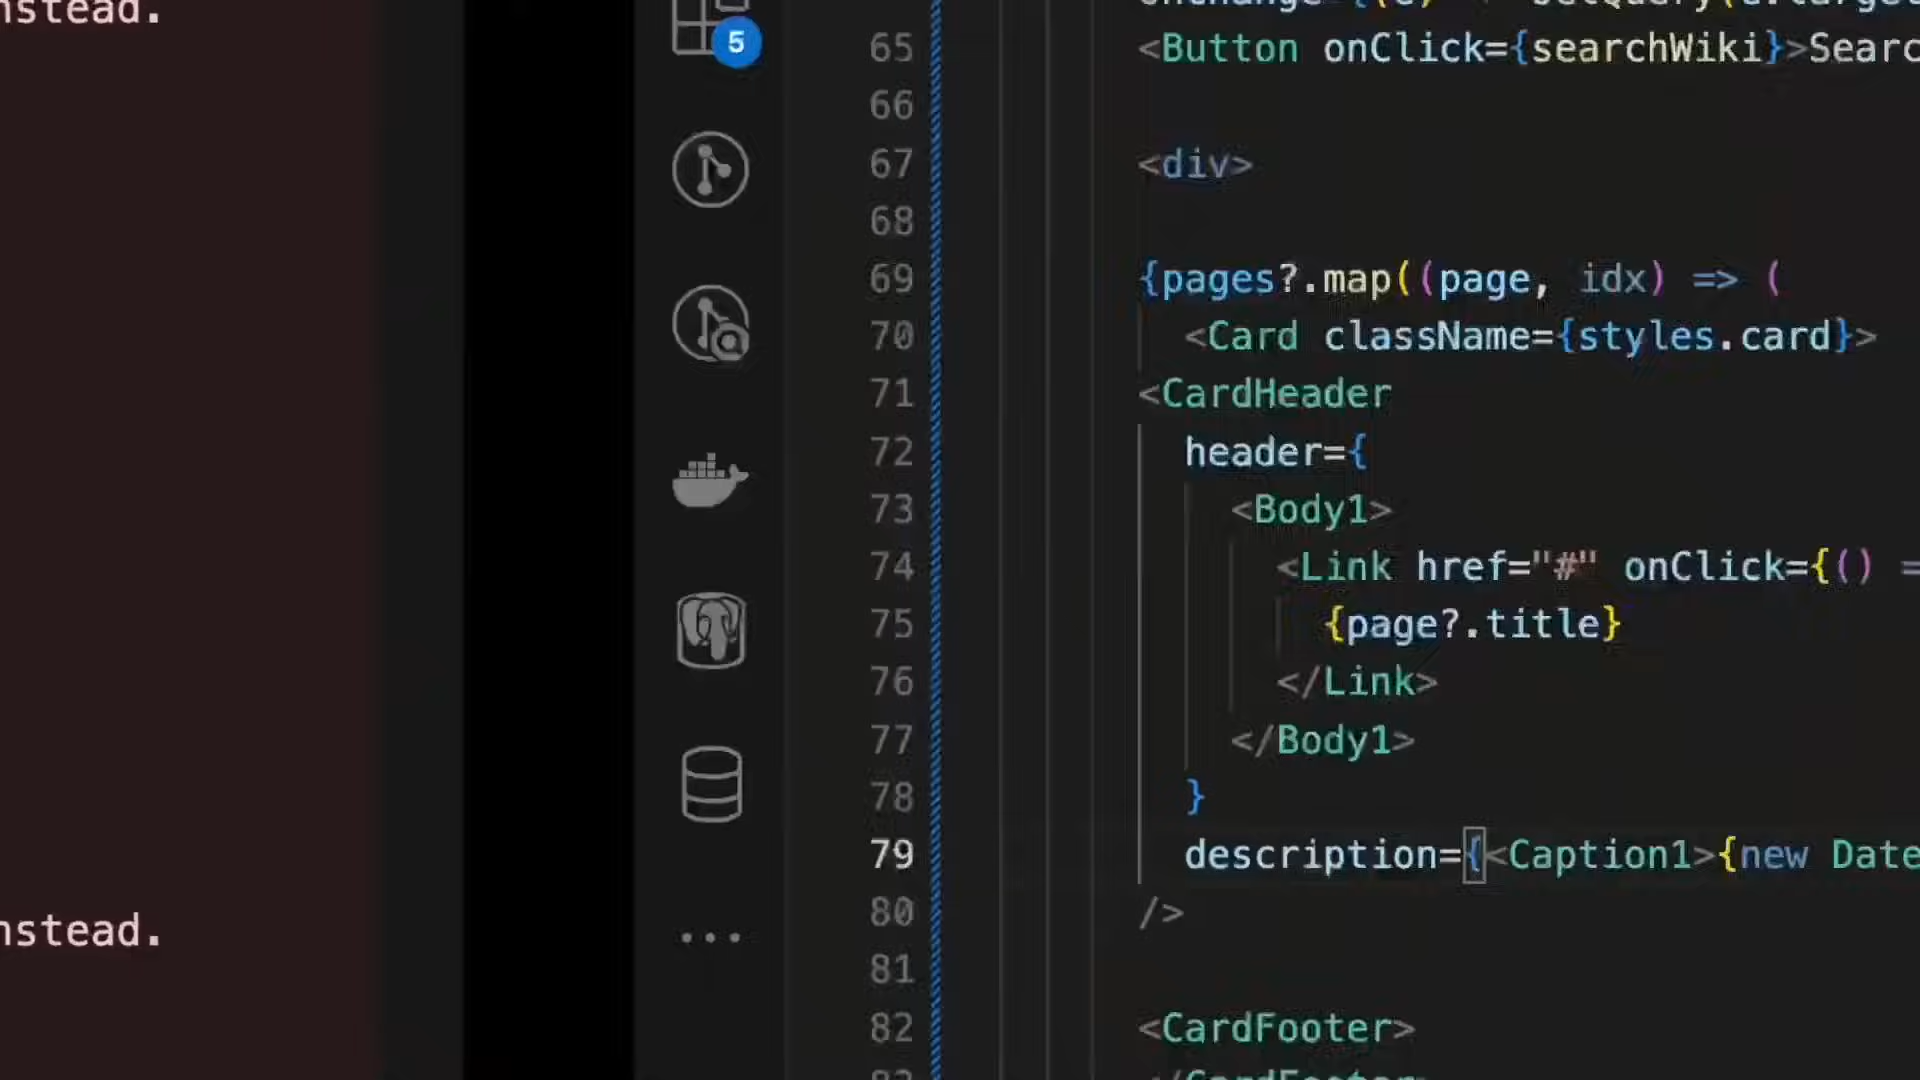 nstead.
nstead.
5
65 <Button onClick={searchWiki}>Searc
66
67 <div>
68
69 {pages?.map((page, idx) => (
70 <Card className={styles.card}>
71 <CardHeader
72 header={
73 <Body1>
74 <Link href="#" onClick={() =
75 {page?.title}
76 </Link>
77 </Body1>
78 }
79 description={<Caption1>{new Date
80 />
81
82 <CardFooter>